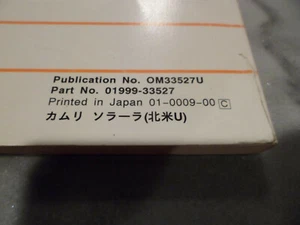 Publication No. OM33527U
Part No. 01999-33527
Printed in Japan 01-0009-00 C
カムリ ソラーラ(北米U)